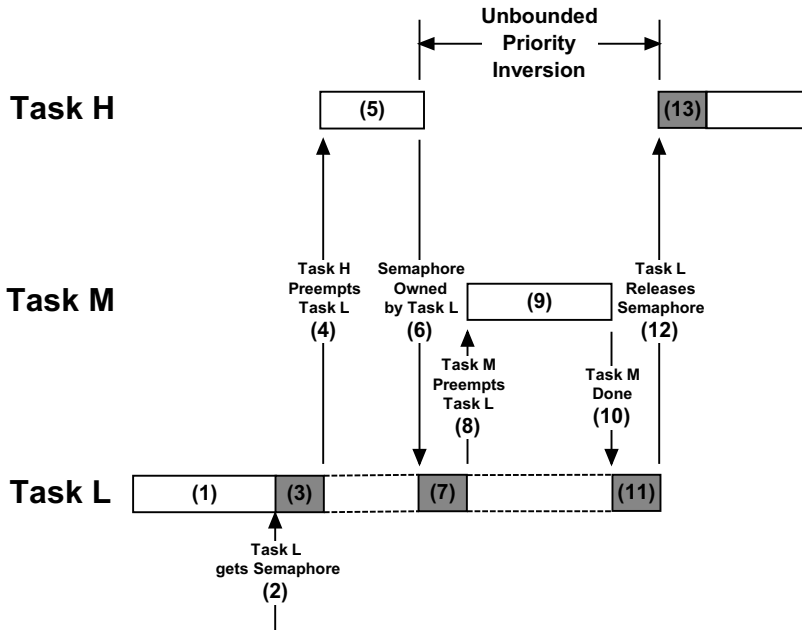 Unbounded
Priority
Inversion
Task H
(5)
(13)
Task H
Preempts
Task L
(4)
Semaphore
Owned
by Task L
(6)
Task L
Releases
Semaphore
(12)
Task M
(9)
Task M
Preempts
Task L
(8)
Task M
Done
(10)
Task L
(1)
(3)
(7)
(11)
Task L
gets Semaphore
(2)